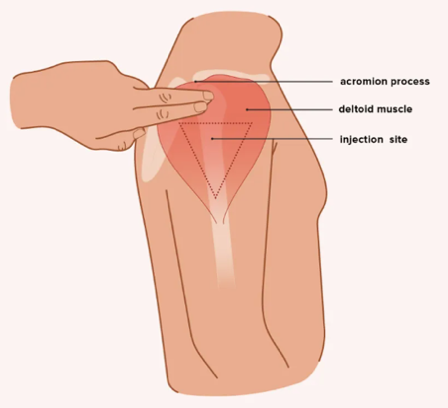 acromion process
deltoid muscle
injection site